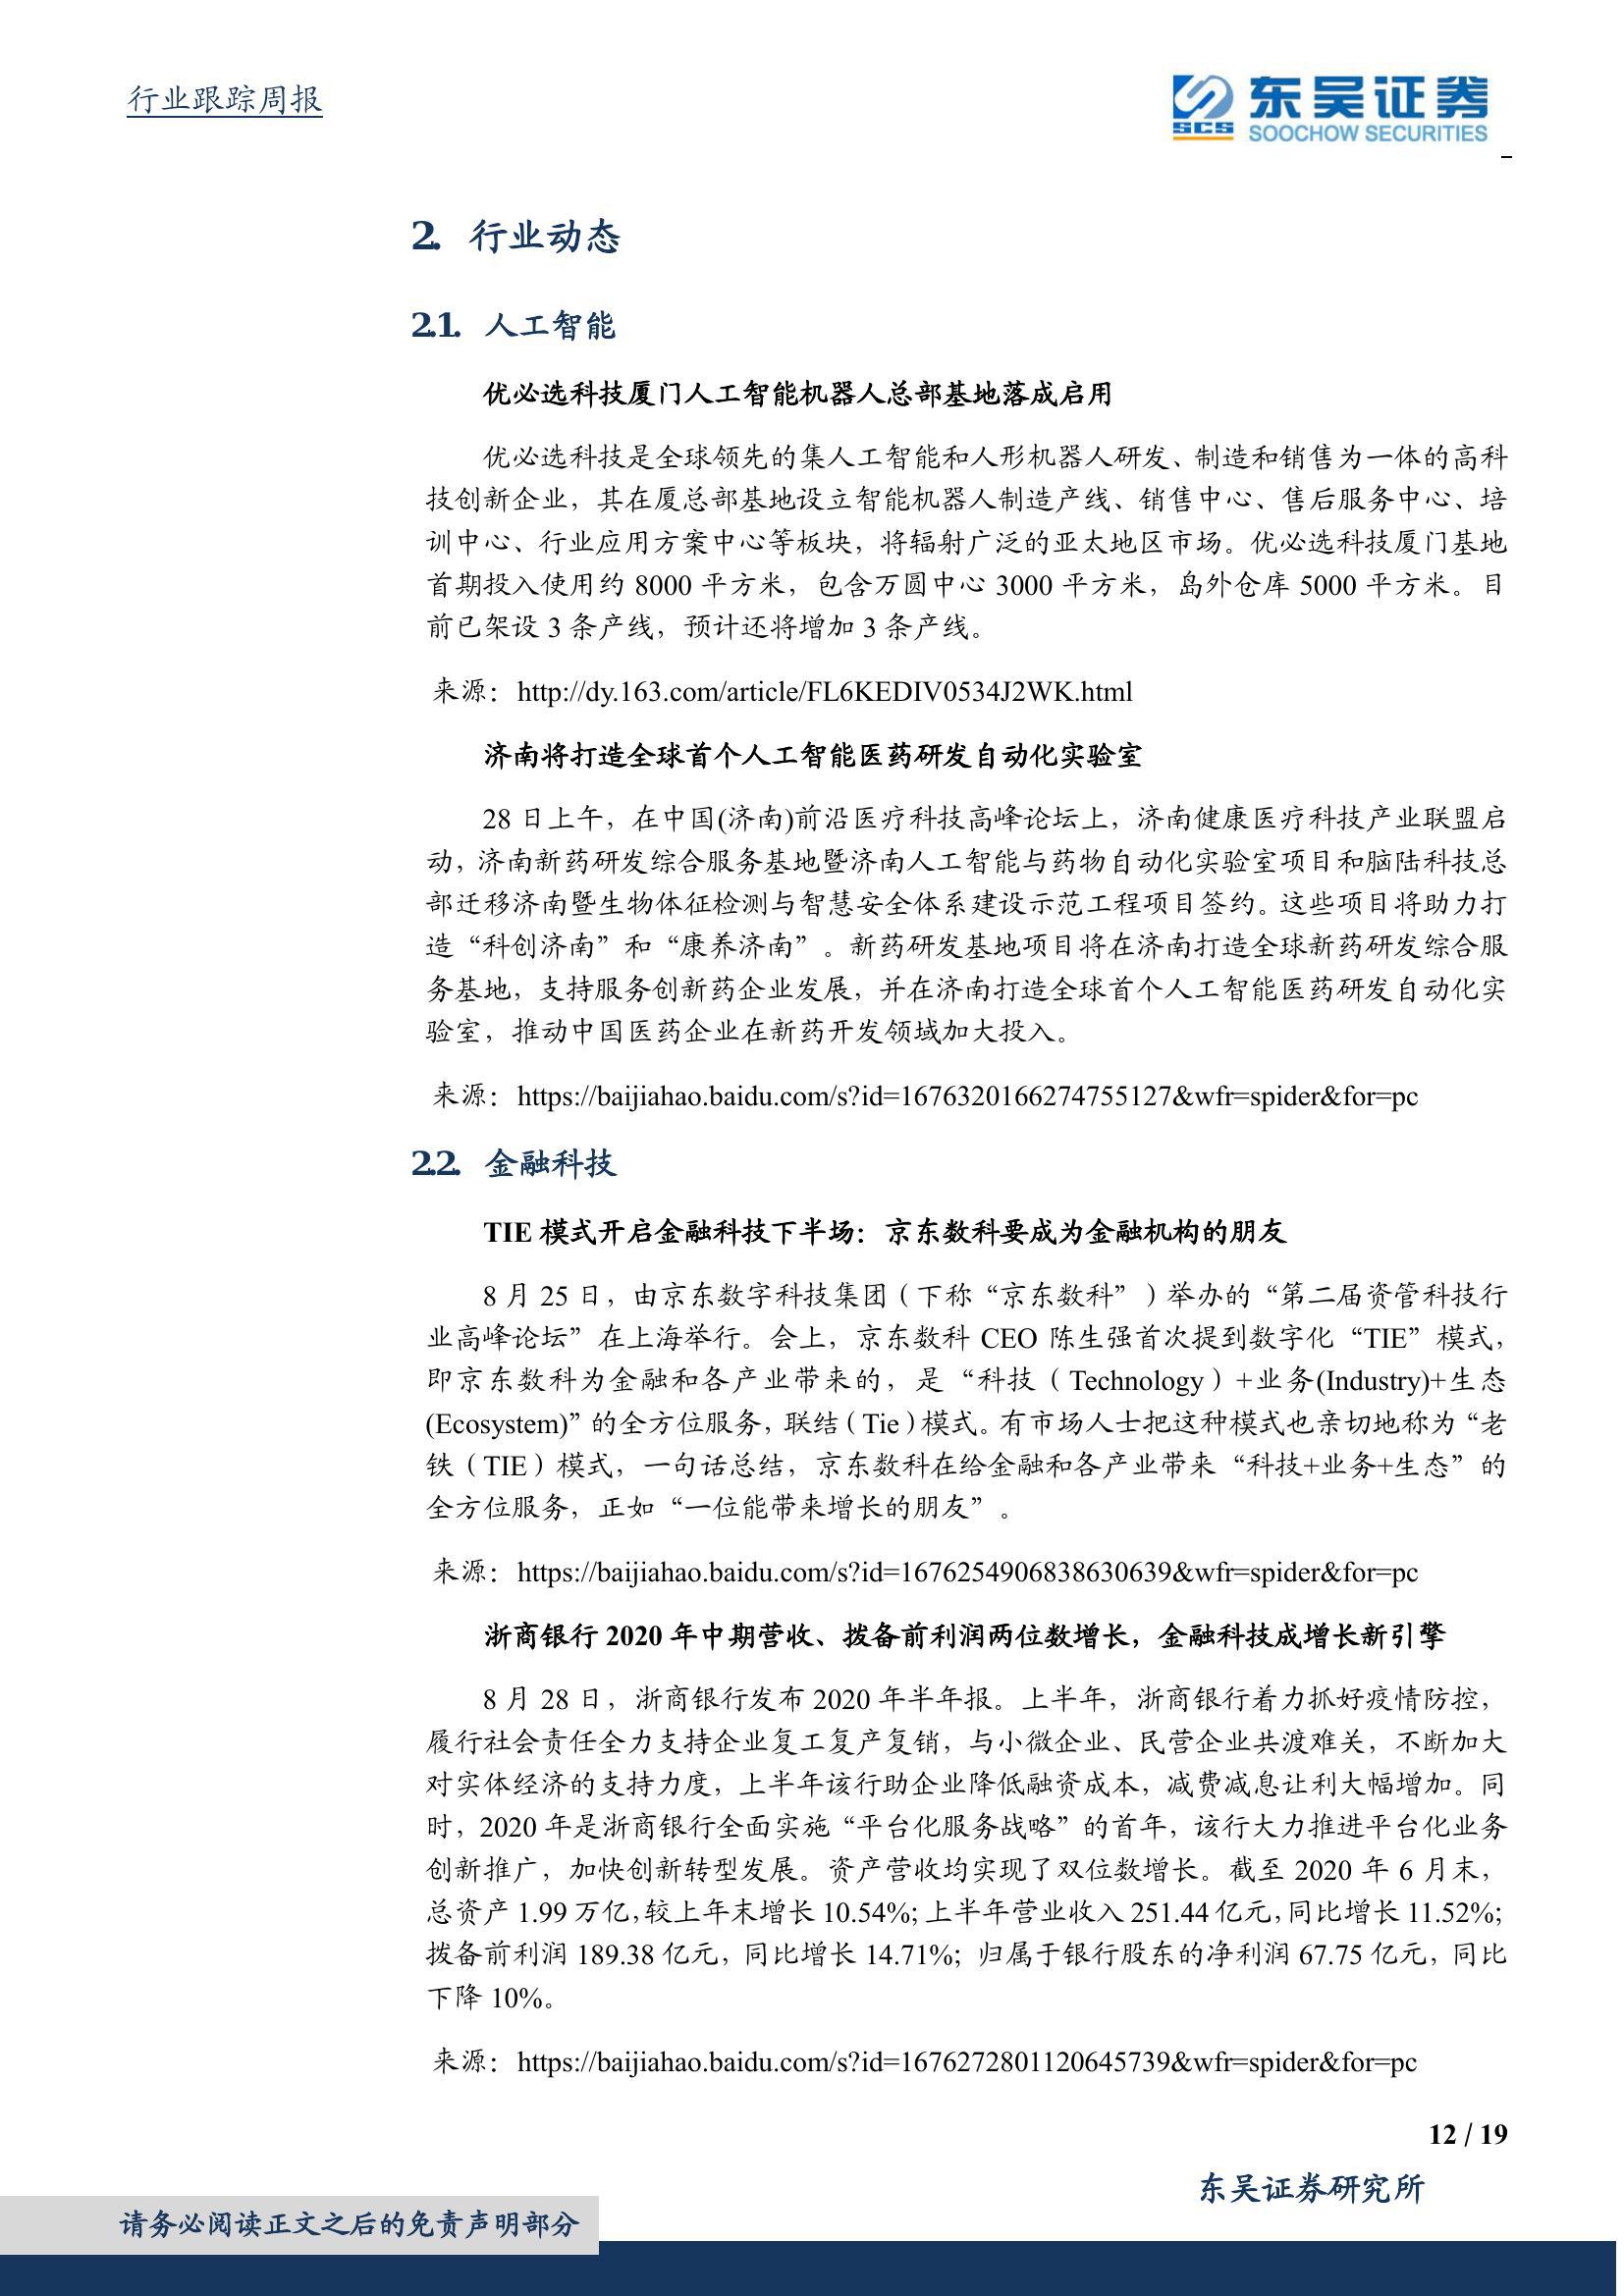 行业跟踪周报
SCS 东吴证券
SOOCHOW SECURITIES
2. 行业动态
2.1. 人工智能
优必选科技厦门人工智能机器人总部基地落成启用
优必选科技是全球领先的集人工智能和人形机器人研发、制造和销售为一体的高科
技创新企业，其在厦总部基地设立智能机器人制造产线、销售中心、售后服务中心、培
训中心、行业应用方案中心等板块，将辐射广泛的亚太地区市场。优必选科技厦门基地
首期投入使用约 8000 平方米，包含万圆中心 3000 平方米，岛外仓库 5000 平方米。目
前已架设 3 条产线，预计还将增加 3 条产线。
来源：http://dy.163.com/article/FL6KEDIV0534J2WK.html
济南将打造全球首个人工智能医药研发自动化实验室
28 日上午，在中国(济南)前沿医疗科技高峰论坛上，济南健康医疗科技产业联盟启
动，济南新药研发综合服务基地暨济南人工智能与药物自动化实验室项目和脑陆科技总
部迁移济南暨生物体征检测与智慧安全体系建设示范工程项目签约。这些项目将助力打
造“科创济南”和“康养济南”。新药研发基地项目将在济南打造全球新药研发综合服
务基地，支持服务创新药企业发展，并在济南打造全球首个人工智能医药研发自动化实
验室，推动中国医药企业在新药开发领域加大投入。
来源：https://baijiahao.baidu.com/s?id=1676320166274755127&wfr=spider&for=pc
2.2. 金融科技
TIE 模式开启金融科技下半场：京东数科要成为金融机构的朋友
8 月 25 日，由京东数字科技集团（下称“京东数科”）举办的“第二届资管科技行
业高峰论坛”在上海举行。会上，京东数科 CEO 陈生强首次提到数字化“TIE”模式，
即京东数科为金融和各产业带来的，是“科技（Technology）+业务(Industry)+生态
(Ecosystem)”的全方位服务，联结（Tie）模式。有市场人士把这种模式也亲切地称为“老
铁（TIE）模式，一句话总结，京东数科在给金融和各产业带来“科技+业务+生态”的
全方位服务，正如“一位能带来增长的朋友”。
来源：https://baijiahao.baidu.com/s?id=1676254906838630639&wfr=spider&for=pc
浙商银行 2020 年中期营收、拨备前利润两位数增长，金融科技成增长新引擎
8 月 28 日，浙商银行发布 2020 年半年报。上半年，浙商银行着力抓好疫情防控，
履行社会责任全力支持企业复工复产复销，与小微企业、民营企业共渡难关，不断加大
对实体经济的支持力度，上半年该行助企业降低融资成本，减费减息让利大幅增加。同
时，2020 年是浙商银行全面实施“平台化服务战略”的首年，该行大力推进平台化业务
创新推广，加快创新转型发展。资产营收均实现了双位数增长。截至 2020 年 6 月末，
总资产 1.99 万亿，较上年末增长 10.54%；上半年营业收入 251.44 亿元，同比增长 11.52%；
拨备前利润 189.38 亿元，同比增长 14.71%；归属于银行股东的净利润 67.75 亿元，同比
下降 10%。
来源：https://baijiahao.baidu.com/s?id=1676272801120645739&wfr=spider&for=pc
12 / 19
东吴证券研究所
请务必阅读正文之后的免责声明部分